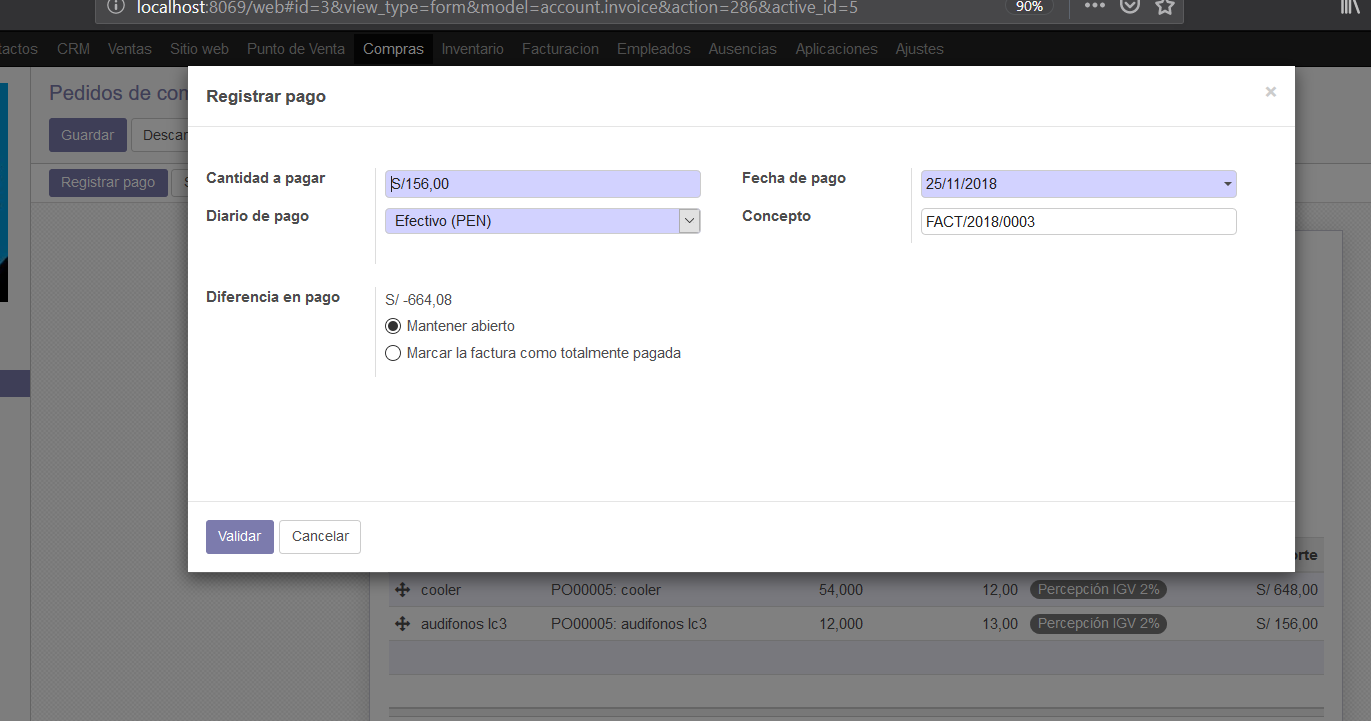 localhost:8069/web#id=3&view_type=form&model=account.invoice&action=286&active_id=5 90%
tactos CRM Ventas Sitio web Punto de Venta Compras Inventario Facturacion Empleados Ausencias Aplicaciones Ajustes
Pedidos de con
Registrar pago ×
Guardar Descar
Registrar pago S
Cantidad a pagar S/156,00 Fecha de pago 25/11/2018
Diario de pago Efectivo (PEN) Concepto FACT/2018/0003
Diferencia en pago S/ -664,08
Mantener abierto
Marcar la factura como totalmente pagada
Validar Cancelar
orte
cooler PO00005: cooler 54,000 12,00 Percepción IGV 2% S/ 648,00
audifonos lc3 PO00005: audifonos lc3 12,000 13,00 Percepción IGV 2% S/ 156,00